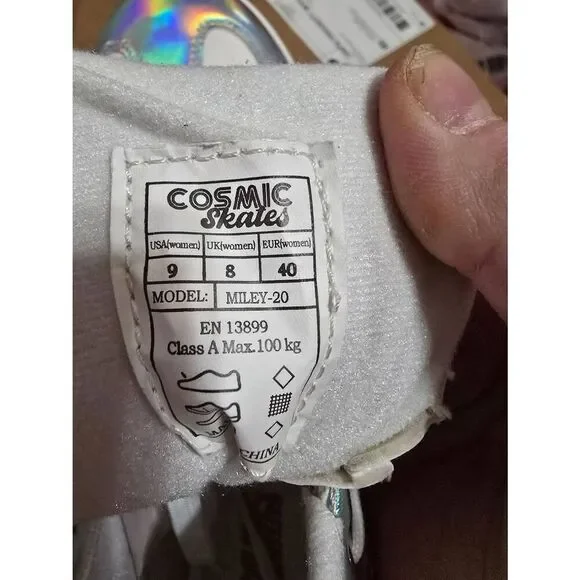 COSMIC
Skates
USA(women) UK(women) EUR(women)
9 8 40
MODEL: MILEY-20
EN 13899
Class A Max.100 kg
CHINA